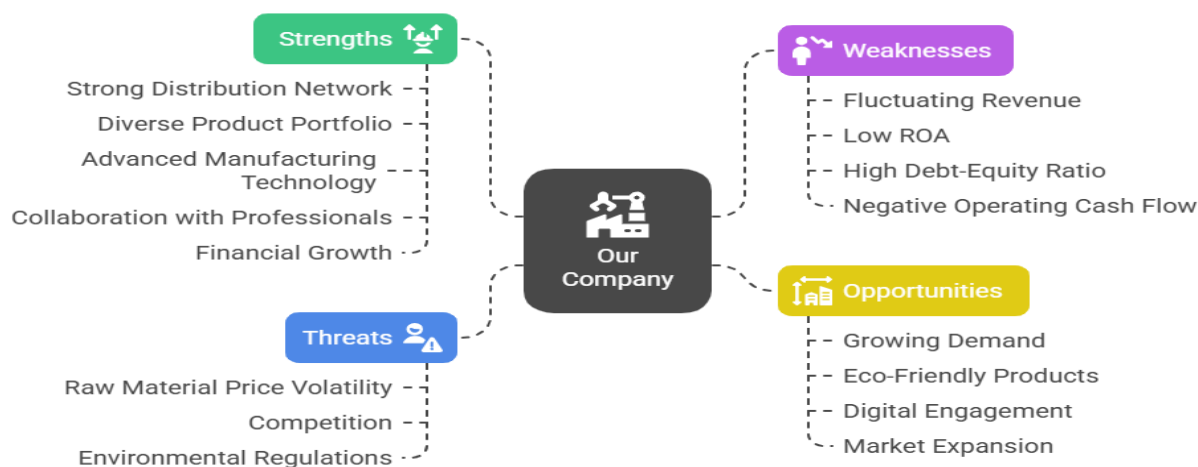 Strengths
Strong Distribution Network
Diverse Product Portfolio
Advanced Manufacturing
Technology
Collaboration with Professionals
Financial Growth
Threats
Raw Material Price Volatility
Competition
Environmental Regulations
Our
Company
Weaknesses
Fluctuating Revenue
Low ROA
High Debt-Equity Ratio
Negative Operating Cash Flow
Opportunities
Growing Demand
Eco-Friendly Products
Digital Engagement
Market Expansion